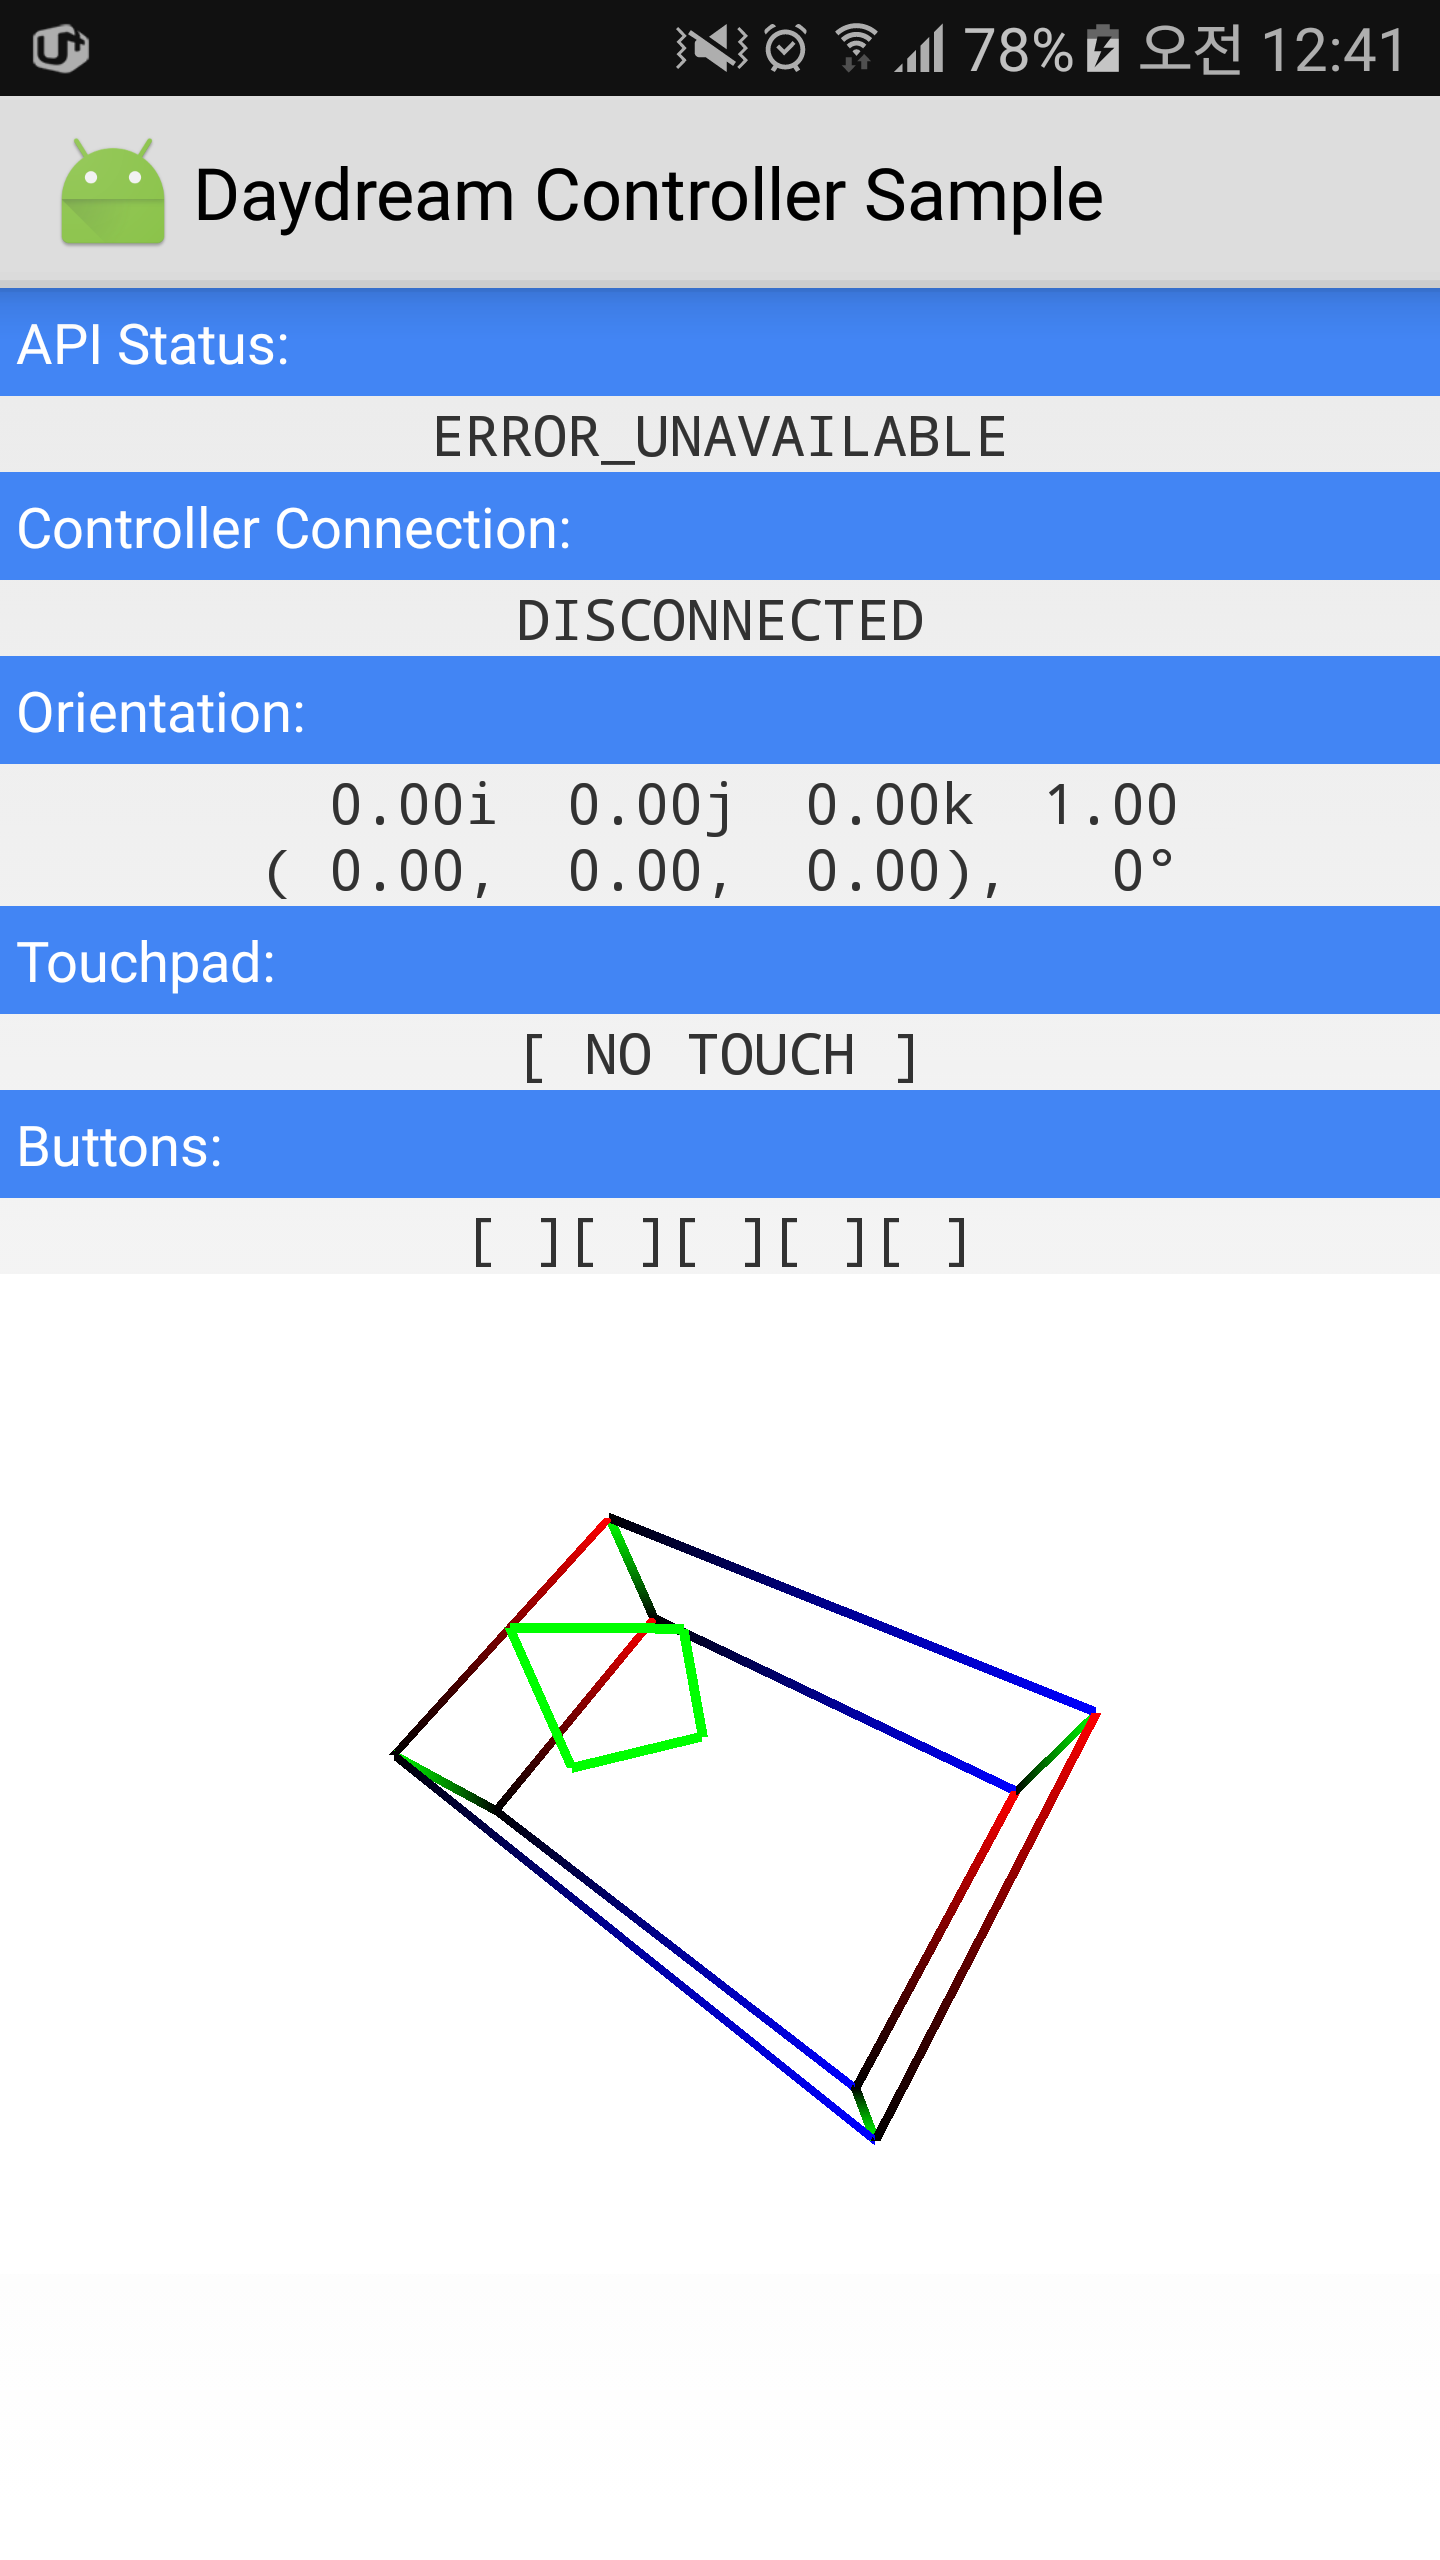 U+ 78% 오전 12:41
Daydream Controller Sample
API Status:
ERROR_UNAVAILABLE
Controller Connection:
DISCONNECTED
Orientation:
0.00i 0.00j 0.00k 1.00
( 0.00, 0.00, 0.00), 0°
Touchpad:
[ NO TOUCH ]
Buttons:
[ ][ ][ ][ ][ ]